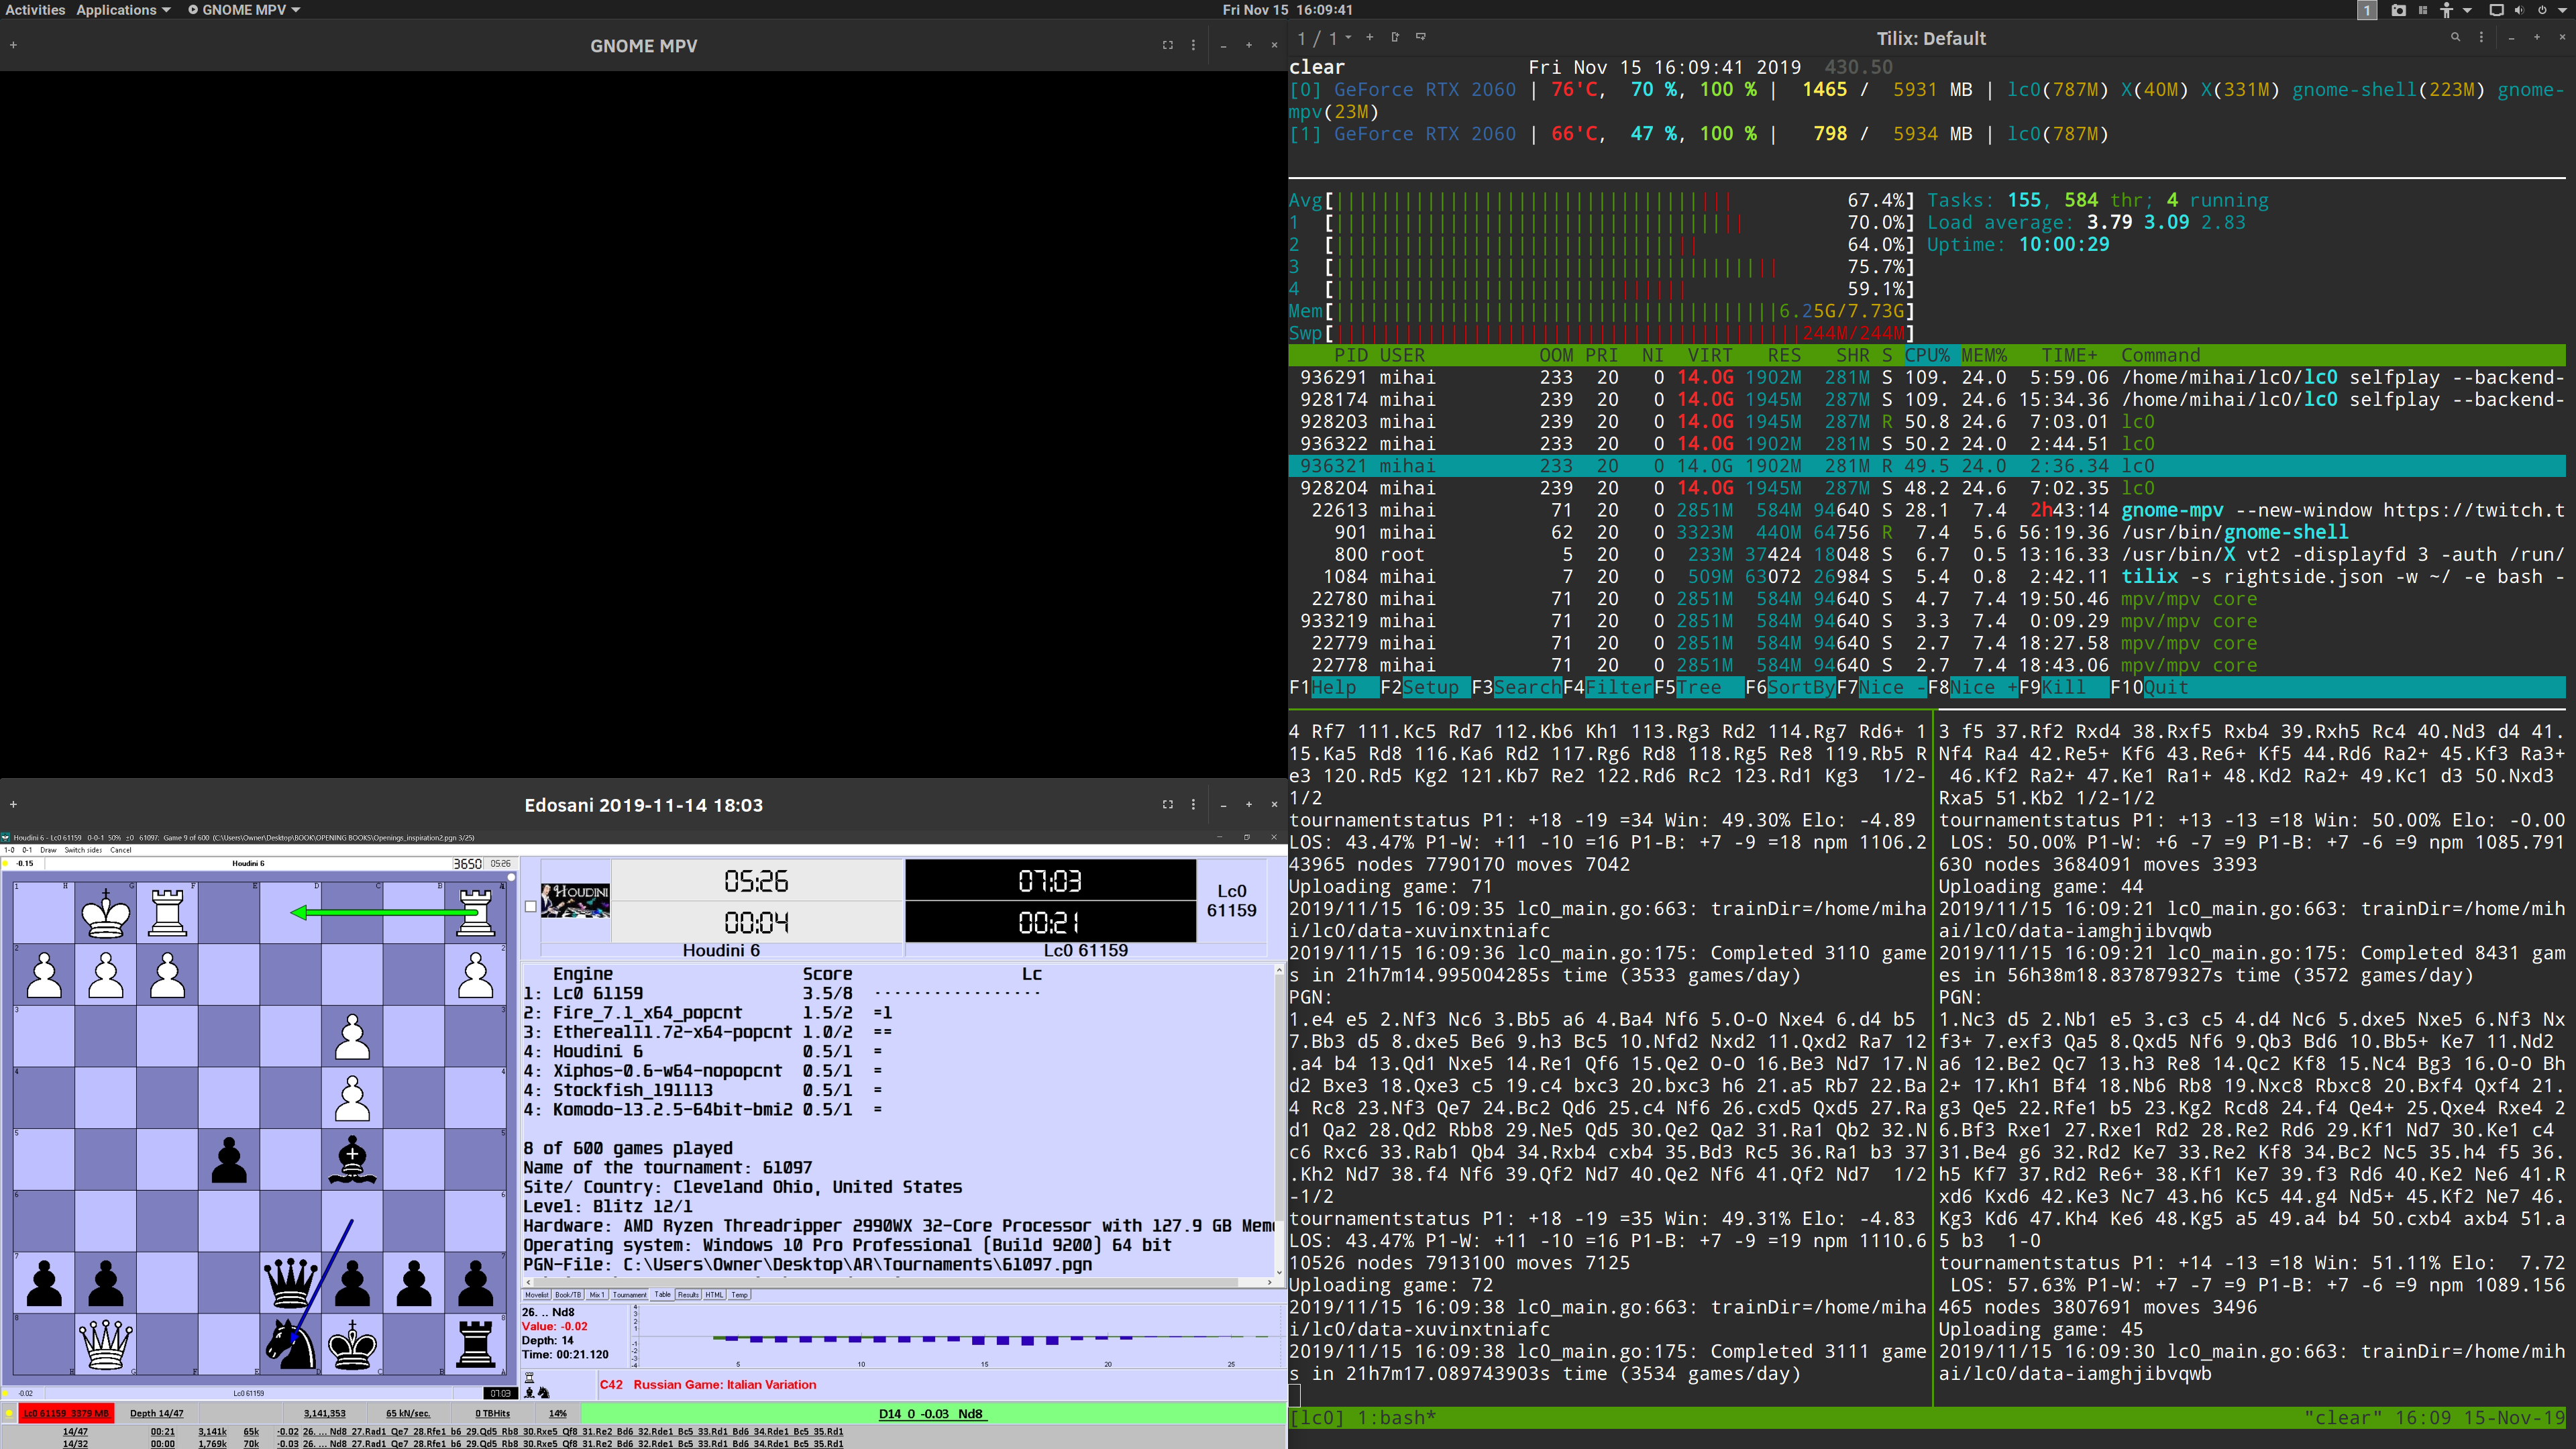 Activities Applications GNOME MPV
Fri Nov 15 16:09:41
1
GNOME MPV
1 / 1
Tilix: Default
clear Fri Nov 15 16:09:41 2019 430.50
[0] GeForce RTX 2060 | 76'C, 70 %, 100 % | 1465 / 5931 MB | lc0(787M) X(40M) X(331M) gnome-shell(223M) gnome-
mpv(23M)
[1] GeForce RTX 2060 | 66'C, 47 %, 100 % | 798 / 5934 MB | lc0(787M)
Avg[ 67.4%] Tasks: 155, 584 thr; 4 running
1 [ 70.0%] Load average: 3.79 3.09 2.83
2 [ 64.0%] Uptime: 10:00:29
3 [ 75.7%]
4 [ 59.1%]
Mem[ 6.25G/7.73G]
Swp[ 244M/244M]
PID USER OOM PRI NI VIRT RES SHR S CPU% MEM% TIME+ Command
936291 mihai 233 20 0 14.0G 1902M 281M S 109. 24.0 5:59.06 /home/mihai/lc0/lc0 selfplay --backend-
928174 mihai 239 20 0 14.0G 1945M 287M S 109. 24.6 15:34.36 /home/mihai/lc0/lc0 selfplay --backend-
928203 mihai 239 20 0 14.0G 1945M 287M R 50.8 24.6 7:03.01 lc0
936322 mihai 233 20 0 14.0G 1902M 281M S 50.2 24.0 2:44.51 lc0
936321 mihai 233 20 0 14.0G 1902M 281M R 49.5 24.0 2:36.34 lc0
928204 mihai 239 20 0 14.0G 1945M 287M S 48.2 24.6 7:02.35 lc0
22613 mihai 71 20 0 2851M 584M 94640 S 28.1 7.4 2h43:14 gnome-mpv --new-window https://twitch.t
901 mihai 62 20 0 3323M 440M 64756 R 7.4 5.6 56:19.36 /usr/bin/gnome-shell
800 root 5 20 0 233M 37424 18048 S 6.7 0.5 13:16.33 /usr/bin/X vt2 -displayfd 3 -auth /run/
1084 mihai 7 20 0 509M 63072 26984 S 5.4 0.8 2:42.11 tilix -s rightside.json -w ~/ -e bash -
22780 mihai 71 20 0 2851M 584M 94640 S 4.7 7.4 19:50.46 mpv/mpv core
933219 mihai 71 20 0 2851M 584M 94640 S 3.3 7.4 0:09.29 mpv/mpv core
22779 mihai 71 20 0 2851M 584M 94640 S 2.7 7.4 18:27.58 mpv/mpv core
22778 mihai 71 20 0 2851M 584M 94640 S 2.7 7.4 18:43.06 mpv/mpv core
F1Help F2Setup F3SearchF4FilterF5Tree F6SortByF7Nice -F8Nice +F9Kill F10Quit
4 Rf7 111.Kc5 Rd7 112.Kb6 Kh1 113.Rg3 Rd2 114.Rg7 Rd6+ 1
15.Ka5 Rd8 116.Ka6 Rd2 117.Rg6 Rd8 118.Rg5 Re8 119.Rb5 R
e3 120.Rd5 Kg2 121.Kb7 Re2 122.Rd6 Rc2 123.Rd1 Kg3 1/2-
1/2
tournamentstatus P1: +18 -19 =34 Win: 49.30% Elo: -4.89
LOS: 43.47% P1-W: +11 -10 =16 P1-B: +7 -9 =18 npm 1106.2
43965 nodes 7790170 moves 7042
Uploading game: 71
2019/11/15 16:09:35 lc0_main.go:663: trainDir=/home/miha
i/lc0/data-xuvinxtniafc
2019/11/15 16:09:36 lc0_main.go:175: Completed 3110 game
s in 21h7m14.995004285s time (3533 games/day)
PGN:
1.e4 e5 2.Nf3 Nc6 3.Bb5 a6 4.Ba4 Nf6 5.O-O Nxe4 6.d4 b5
7.Bb3 d5 8.dxe5 Be6 9.h3 Bc5 10.Nfd2 Nxd2 11.Qxd2 Ra7 12
.a4 b4 13.Qd1 Nxe5 14.Re1 Qf6 15.Qe2 O-O 16.Be3 Nd7 17.N
d2 Bxe3 18.Qxe3 c5 19.c4 bxc3 20.bxc3 h6 21.a5 Rb7 22.Ba
4 Rc8 23.Nf3 Qe7 24.Bc2 Qd6 25.c4 Nf6 26.cxd5 Qxd5 27.Ra
d1 Qa2 28.Qd2 Rbb8 29.Ne5 Qd5 30.Qe2 Qa2 31.Ra1 Qb2 32.N
c6 Rxc6 33.Rab1 Qb4 34.Rxb4 cxb4 35.Bd3 Rc5 36.Ra1 b3 37
.Kh2 Nd7 38.f4 Nf6 39.Qf2 Nd7 40.Qe2 Nf6 41.Qf2 Nd7 1/2
-1/2
tournamentstatus P1: +18 -19 =35 Win: 49.31% Elo: -4.83
LOS: 43.47% P1-W: +11 -10 =16 P1-B: +7 -9 =19 npm 1110.6
10526 nodes 7913100 moves 7125
Uploading game: 72
2019/11/15 16:09:38 lc0_main.go:663: trainDir=/home/miha
i/lc0/data-xuvinxtniafc
2019/11/15 16:09:38 lc0_main.go:175: Completed 3111 game
s in 21h7m17.089743903s time (3534 games/day)
3 f5 37.Rf2 Rxd4 38.Rxf5 Rxb4 39.Rxh5 Rc4 40.Nd3 d4 41.
Nf4 Ra4 42.Re5+ Kf6 43.Re6+ Kf5 44.Rd6 Ra2+ 45.Kf3 Ra3+
46.Kf2 Ra2+ 47.Ke1 Ra1+ 48.Kd2 Ra2+ 49.Kc1 d3 50.Nxd3
Rxa5 51.Kb2 1/2-1/2
tournamentstatus P1: +13 -13 =18 Win: 50.00% Elo: -0.00
LOS: 50.00% P1-W: +6 -7 =9 P1-B: +7 -6 =9 npm 1085.791
630 nodes 3684091 moves 3393
Uploading game: 44
2019/11/15 16:09:21 lc0_main.go:663: trainDir=/home/mih
ai/lc0/data-iamghjibvqwb
2019/11/15 16:09:21 lc0_main.go:175: Completed 8431 gam
es in 56h38m18.837879327s time (3572 games/day)
PGN:
1.Nc3 d5 2.Nb1 e5 3.c3 c5 4.d4 Nc6 5.dxe5 Nxe5 6.Nf3 Nx
f3+ 7.exf3 Qa5 8.Qxd5 Nf6 9.Qb3 Bd6 10.Bb5+ Ke7 11.Nd2
a6 12.Be2 Qc7 13.h3 Re8 14.Qc2 Kf8 15.Nc4 Bg3 16.O-O Bh
2+ 17.Kh1 Bf4 18.Nb6 Rb8 19.Nxc8 Rbxc8 20.Bxf4 Qxf4 21.
g3 Qe5 22.Rfe1 b5 23.Kg2 Rcd8 24.f4 Qe4+ 25.Qxe4 Rxe4 2
6.Bf3 Rxe1 27.Rxe1 Rd2 28.Re2 Rd6 29.Kf1 Nd7 30.Ke1 c4
31.Be4 g6 32.Rd2 Ke7 33.Re2 Kf8 34.Bc2 Nc5 35.h4 f5 36.
h5 Kf7 37.Rd2 Re6+ 38.Kf1 Ke7 39.f3 Rd6 40.Ke2 Ne6 41.R
xd6 Kxd6 42.Ke3 Nc7 43.h6 Kc5 44.g4 Nd5+ 45.Kf2 Ne7 46.
Kg3 Kd6 47.Kh4 Ke6 48.Kg5 a5 49.a4 b4 50.cxb4 axb4 51.a
5 b3 1-0
tournamentstatus P1: +14 -13 =18 Win: 51.11% Elo: 7.72
LOS: 57.63% P1-W: +7 -7 =9 P1-B: +7 -6 =9 npm 1089.156
465 nodes 3807691 moves 3496
Uploading game: 45
2019/11/15 16:09:30 lc0_main.go:663: trainDir=/home/mih
ai/lc0/data-iamghjibvqwb
[lc0] 1:bash* "clear" 16:09 15-Nov-19
Edosani 2019-11-14 18:03
Houdini 6 - Lc0 61159 0-0-1 50% ±0 61097: Game 9 of 600 (C:\Users\Owner\Desktop\BOOK\OPENING BOOKS\Openings_inspiration2.pgn 3/25)
1-0 0-1 Draw Switch sides Cancel
-0.15 Houdini 6 3650 05:26
05:26 07:03
00:04 00:21
Houdini 6 Lc0 61159
HOUDINI
Lc0
61159
Engine Score Lc
1: Lc0 61159 3.5/8 ·················
2: Fire_7.1_x64_popcnt 1.5/2 =1
3: Ethereal11.72-x64-popcnt 1.0/2 ==
4: Houdini 6 0.5/1 =
4: Xiphos-0.6-w64-nopopcnt 0.5/1 =
4: Stockfish_191113 0.5/1 =
4: Komodo-13.2.5-64bit-bmi2 0.5/1 =
8 of 600 games played
Name of the tournament: 61097
Site/ Country: Cleveland Ohio, United States
Level: Blitz 12/1
Hardware: AMD Ryzen Threadripper 2990WX 32-Core Processor with 127.9 GB Mem
Operating system: Windows 10 Pro Professional (Build 9200) 64 bit
PGN-File: C:\Users\Owner\Desktop\AR\Tournaments\61097.pgn
Movelist Book/TB Mix 1 Tournament Table Results HTML Temp
26. .. Nd8
Value: -0.02
Depth: 14
Time: 00:21.120
5 10 15 20 25
C42 Russian Game: Italian Variation
-0.02 Lc0 61159 07:03
Lc0 61159 3379 MB Depth 14/47 3,141,353 65 kN/sec. 0 TBHits 14% D14 0 -0.03 Nd8
14/47 00:21 3,141k 65k -0.02 26. ... Nd8 27.Rad1 Qe7 28.Rfe1 b6 29.Qd5 Rb8 30.Rxe5 Qf8 31.Re2 Bd6 32.Rde1 Bc5 33.Rd1 Bd6 34.Rde1 Bc5 35.Rd1
14/32 00:00 1,769k 70k -0.03 26. ... Nd8 27.Rad1 Qe7 28.Rfe1 b6 29.Qd5 Rb8 30.Rxe5 Qf8 31.Re2 Bd6 32.Rde1 Bc5 33.Rd1 Bd6 34.Rde1 Bc5 35.Rd1